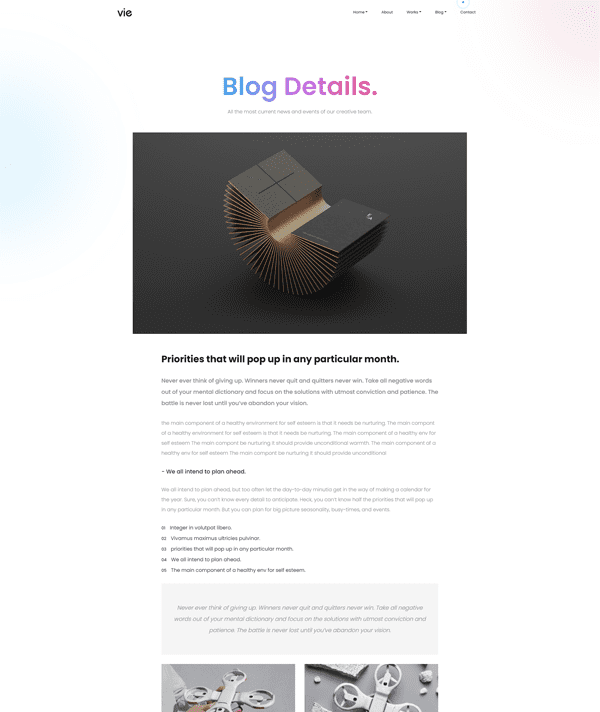 vie
Home About Works Blog Contact
Blog Details.
All the most current news and events of our creative team.
Priorities that will pop up in any particular month.
Never ever think of giving up. Winners never quit and quitters never win. Take all negative words
out of your mental dictionary and focus on the solutions with utmost conviction and patience. The
battle is never lost until you've abandon your vision.
the main component of a healthy environment for self esteem is that it needs be nurturing. The main compont
of a healthy environment for self esteem is that it needs be nurturing. The main component of a healthy env for
self esteem The main compont be nurturing it should provide unconditional warmth. The main component of a
healthy env for self esteem The main compont be nurturing it should provide unconditional
- We all intend to plan ahead.
We all intend to plan ahead, but too often let the day-to-day minutia get in the way of making a calendar for
the year. Sure, you can't know every detail to anticipate. Heck, you can't know half the priorities that will pop up
in any particular month. But you can plan for big picture seasonality, busy-times, and events
01 Integer in volutpat libero.
02 Vivamus maximus ultricies pulvinar.
03 priorities that will pop up in any particular month.
04 We all intend to plan ahead.
05 The main component of a healthy env for self esteem.
Never ever think of giving up. Winners never quit and quitters never win. Take all negative
words out of your mental dictionary and focus on the solutions with utmost conviction and
patience. The battle is never lost until you've abandon your vision.